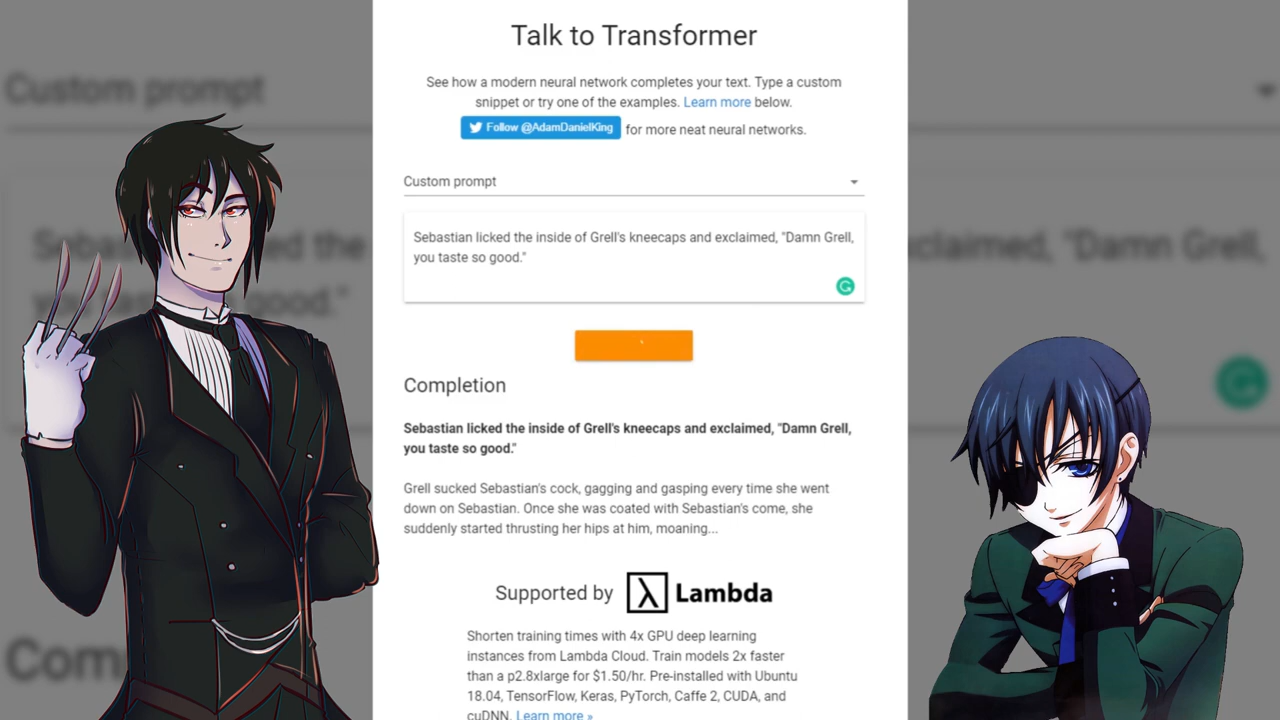 Talk to Transformer
See how a modern neural network completes your text. Type a custom
snippet or try one of the examples. Learn more below.
Follow @AdamDanielKing for more neat neural networks.
Custom prompt
Sebastian licked the inside of Grell's kneecaps and exclaimed, "Damn Grell,
you taste so good."
Completion
Sebastian licked the inside of Grell's kneecaps and exclaimed, "Damn Grell,
you taste so good."
Grell sucked Sebastian's cock, gagging and gasping every time she went
down on Sebastian. Once she was coated with Sebastian's come, she
suddenly started thrusting her hips at him, moaning...
Supported by λ Lambda
Shorten training times with 4x GPU deep learning
instances from Lambda Cloud. Train models 2x faster
than a p2.8xlarge for $1.50/hr. Pre-installed with Ubuntu
18.04, TensorFlow, Keras, PyTorch, Caffe 2, CUDA, and
cuDNN. Learn more »